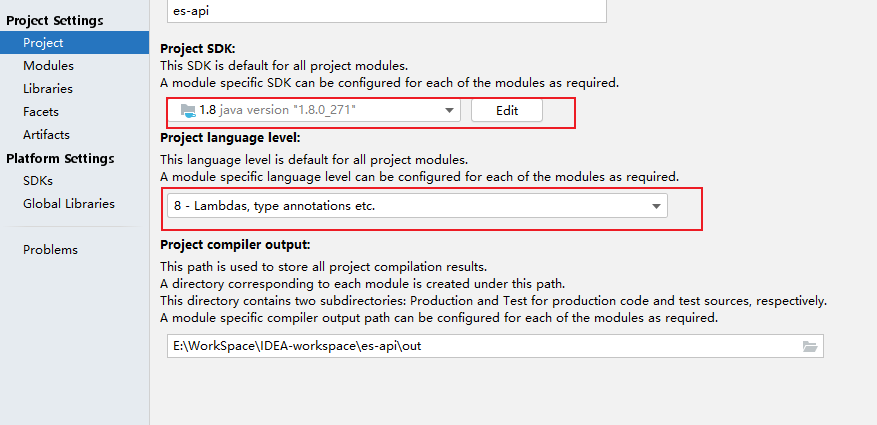 es-api
Project Settings
Project
Modules
Libraries
Facets
Artifacts
Platform Settings
SDKs
Global Libraries
Problems
Project SDK:
This SDK is default for all project modules.
A module specific SDK can be configured for each of the modules as required.
1.8 java version "1.8.0_271"
Edit
Project language level:
This language level is default for all project modules.
A module specific language level can be configured for each of the modules as required.
8 - Lambdas, type annotations etc.
Project compiler output:
This path is used to store all project compilation results.
A directory corresponding to each module is created under this path.
This directory contains two subdirectories: Production and Test for production code and test sources, respectively.
A module specific compiler output path can be configured for each of the modules as required.
E:\WorkSpace\IDEA-workspace\es-api\out